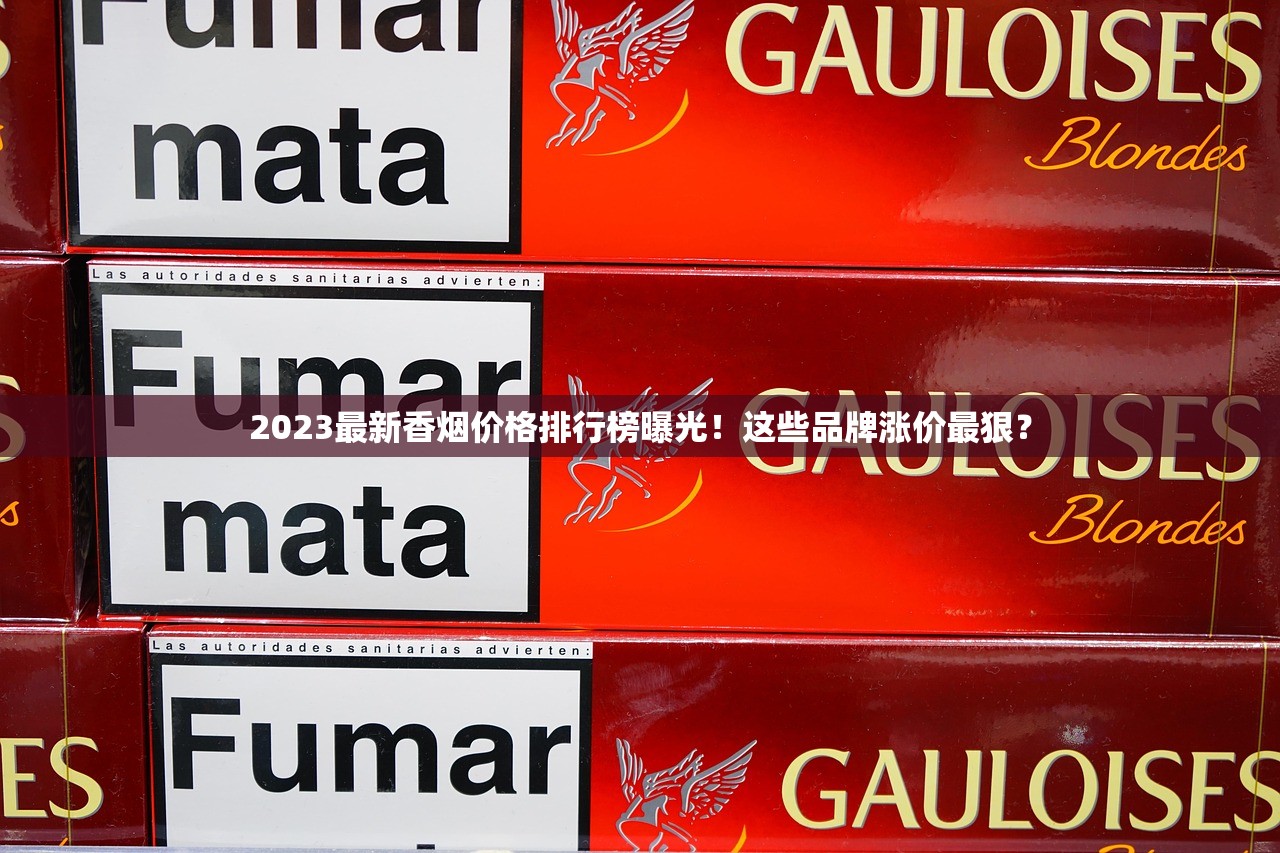 Fumar
mata
GAULOISES
Blondes
Las autoridades sanitarias advierten:
Fumar
mata
GAULOISES
Blondes
2023最新香烟价格排行榜曝光！这些品牌涨价最狠？
Las autoridades sanitarias advierten:
Fumar
ES
GAULOISES